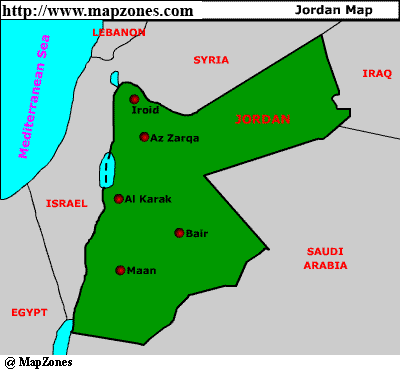 http://www.mapzones.com
Jordan Map
LEBANON
SYRIA
IRAQ
Mediterranean Sea
Iroid
JORDAN
Az Zarqa
ISRAEL
Al Karak
Bair
SAUDI
ARABIA
Maan
EGYPT
@ MapZones